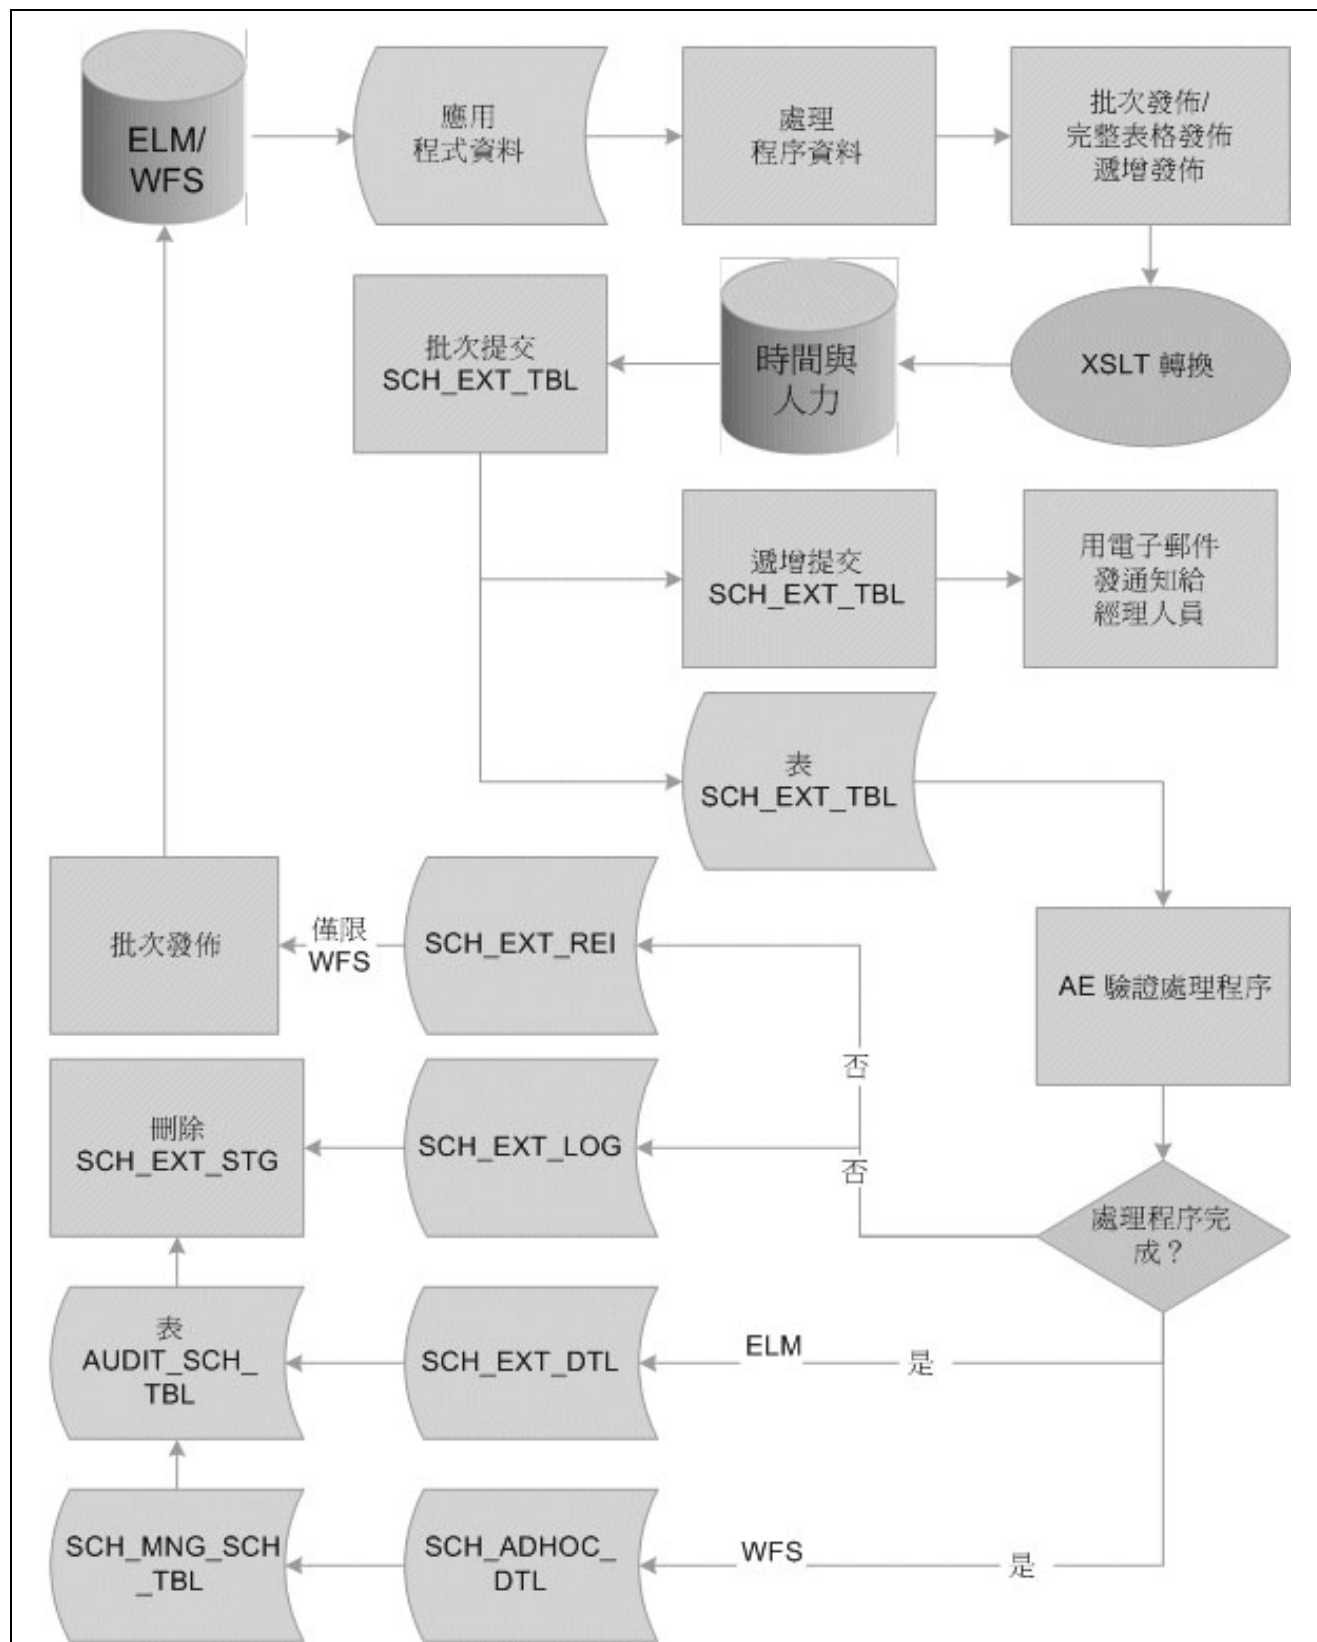 ELM/
WFS
應用
程式資料
處理
程序資料
批次發佈/
完整表格發佈
遞增發佈
批次提交
SCH_EXT_TBL
時間與
人力
XSLT 轉換
遞增提交
SCH_EXT_TBL
用電子郵件
發通知給
經理人員
表
SCH_EXT_TBL
批次發佈
僅限
WFS
SCH_EXT_REI
AE 驗證處理程序
否
刪除
SCH_EXT_STG
SCH_EXT_LOG
否
處理程序完
成？
表
AUDIT_SCH_
TBL
SCH_EXT_DTL
ELM
是
SCH_MNG_SCH
_TBL
SCH_ADHOC_
DTL
WFS
是